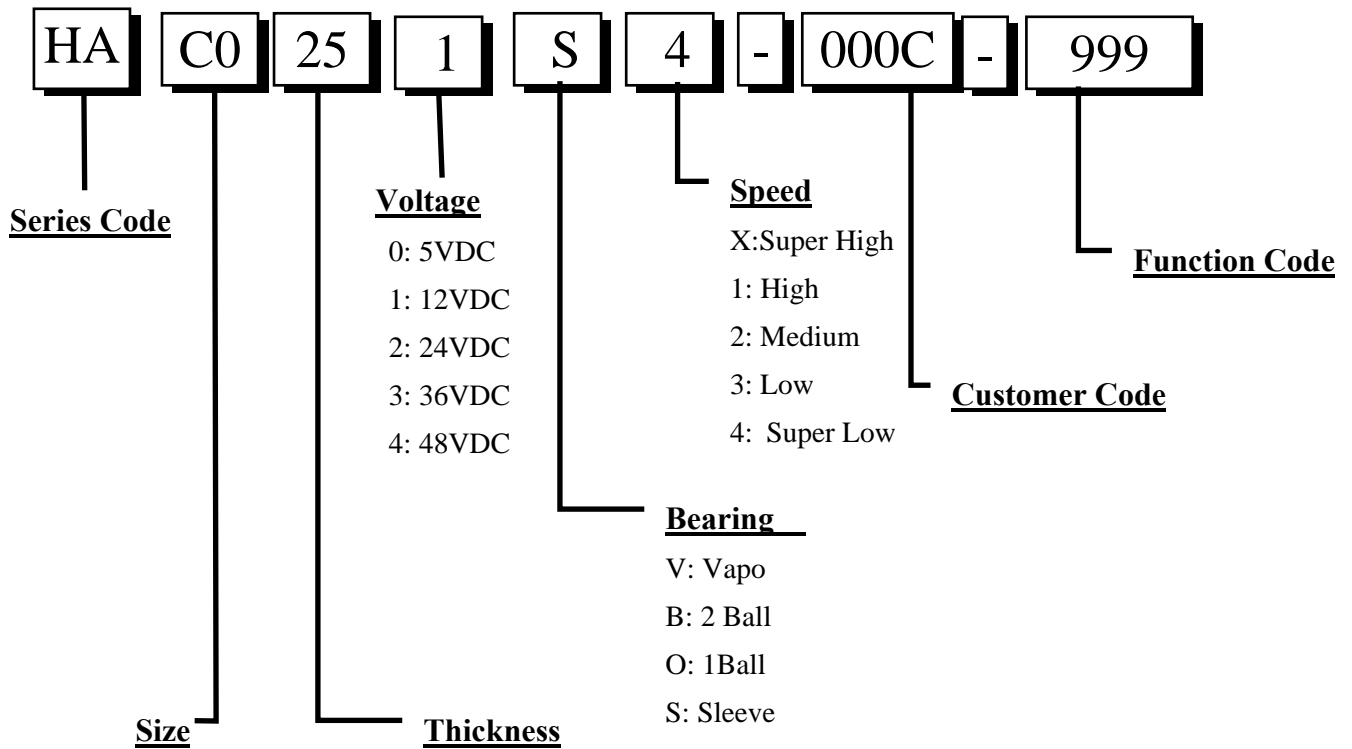 HA C0 25 1 S 4 - 000C - 999
Series Code
Voltage
0: 5VDC
1: 12VDC
2: 24VDC
3: 36VDC
4: 48VDC
Speed
X:Super High
1: High
2: Medium
3: Low
4: Super Low
Function Code
Customer Code
Bearing
V: Vapo
B: 2 Ball
O: 1Ball
S: Sleeve
Size
Thickness